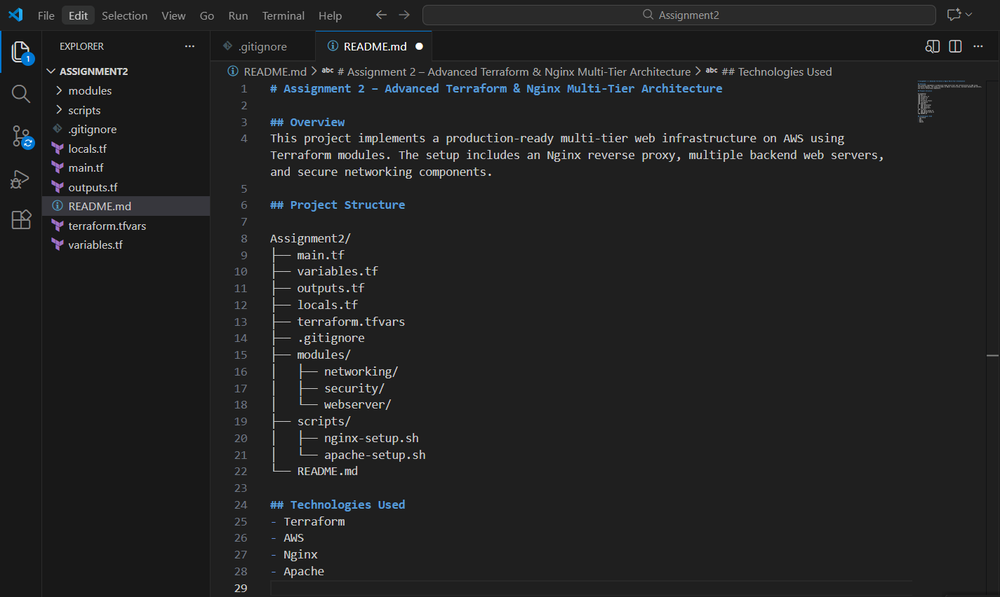 File Edit Selection View Go Run Terminal Help
Assignment2
EXPLORER
1
ASSIGNMENT2
modules
scripts
.gitignore
locals.tf
main.tf
outputs.tf
README.md
terraform.tfvars
variables.tf
.gitignore
README.md
README.md > abc # Assignment 2 – Advanced Terraform & Nginx Multi-Tier Architecture > abc ## Technologies Used
1 # Assignment 2 – Advanced Terraform & Nginx Multi-Tier Architecture
2
3 ## Overview
4 This project implements a production-ready multi-tier web infrastructure on AWS using
Terraform modules. The setup includes an Nginx reverse proxy, multiple backend web servers,
and secure networking components.
5
6 ## Project Structure
7
8 Assignment2/
9 ├── main.tf
10 ├── variables.tf
11 ├── outputs.tf
12 ├── locals.tf
13 ├── terraform.tfvars
14 ├── .gitignore
15 ├── modules/
16 │   ├── networking/
17 │   ├── security/
18 │   └── webserver/
19 ├── scripts/
20 │   ├── nginx-setup.sh
21 │   └── apache-setup.sh
22 └── README.md
23
24 ## Technologies Used
25 - Terraform
26 - AWS
27 - Nginx
28 - Apache
29